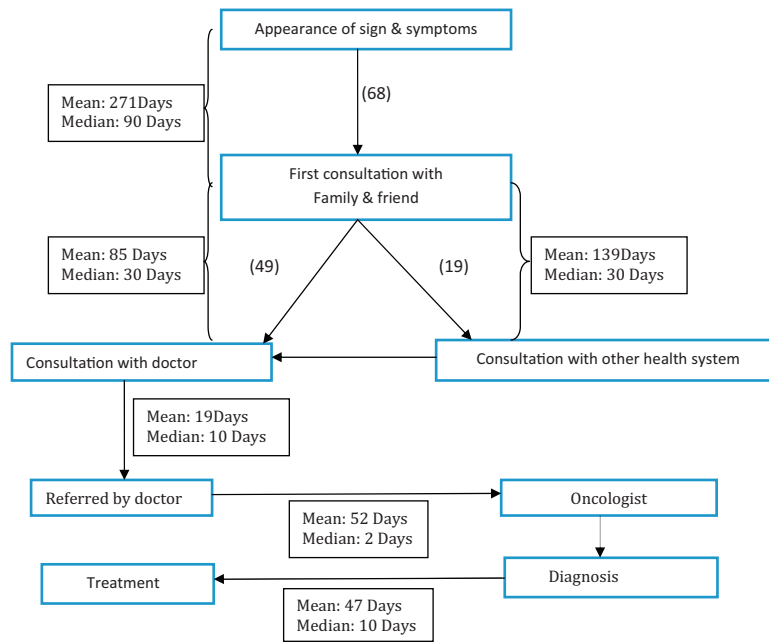 Appearance of sign & symptoms
(68)
Mean: 271Days
Median: 90 Days
First consultation with
Family & friend
Mean: 85 Days
Median: 30 Days
(49)
(19)
Mean: 139Days
Median: 30 Days
Consultation with doctor
Consultation with other health system
Mean: 19Days
Median: 10 Days
Referred by doctor
Oncologist
Mean: 52 Days
Median: 2 Days
Treatment
Diagnosis
Mean: 47 Days
Median: 10 Days